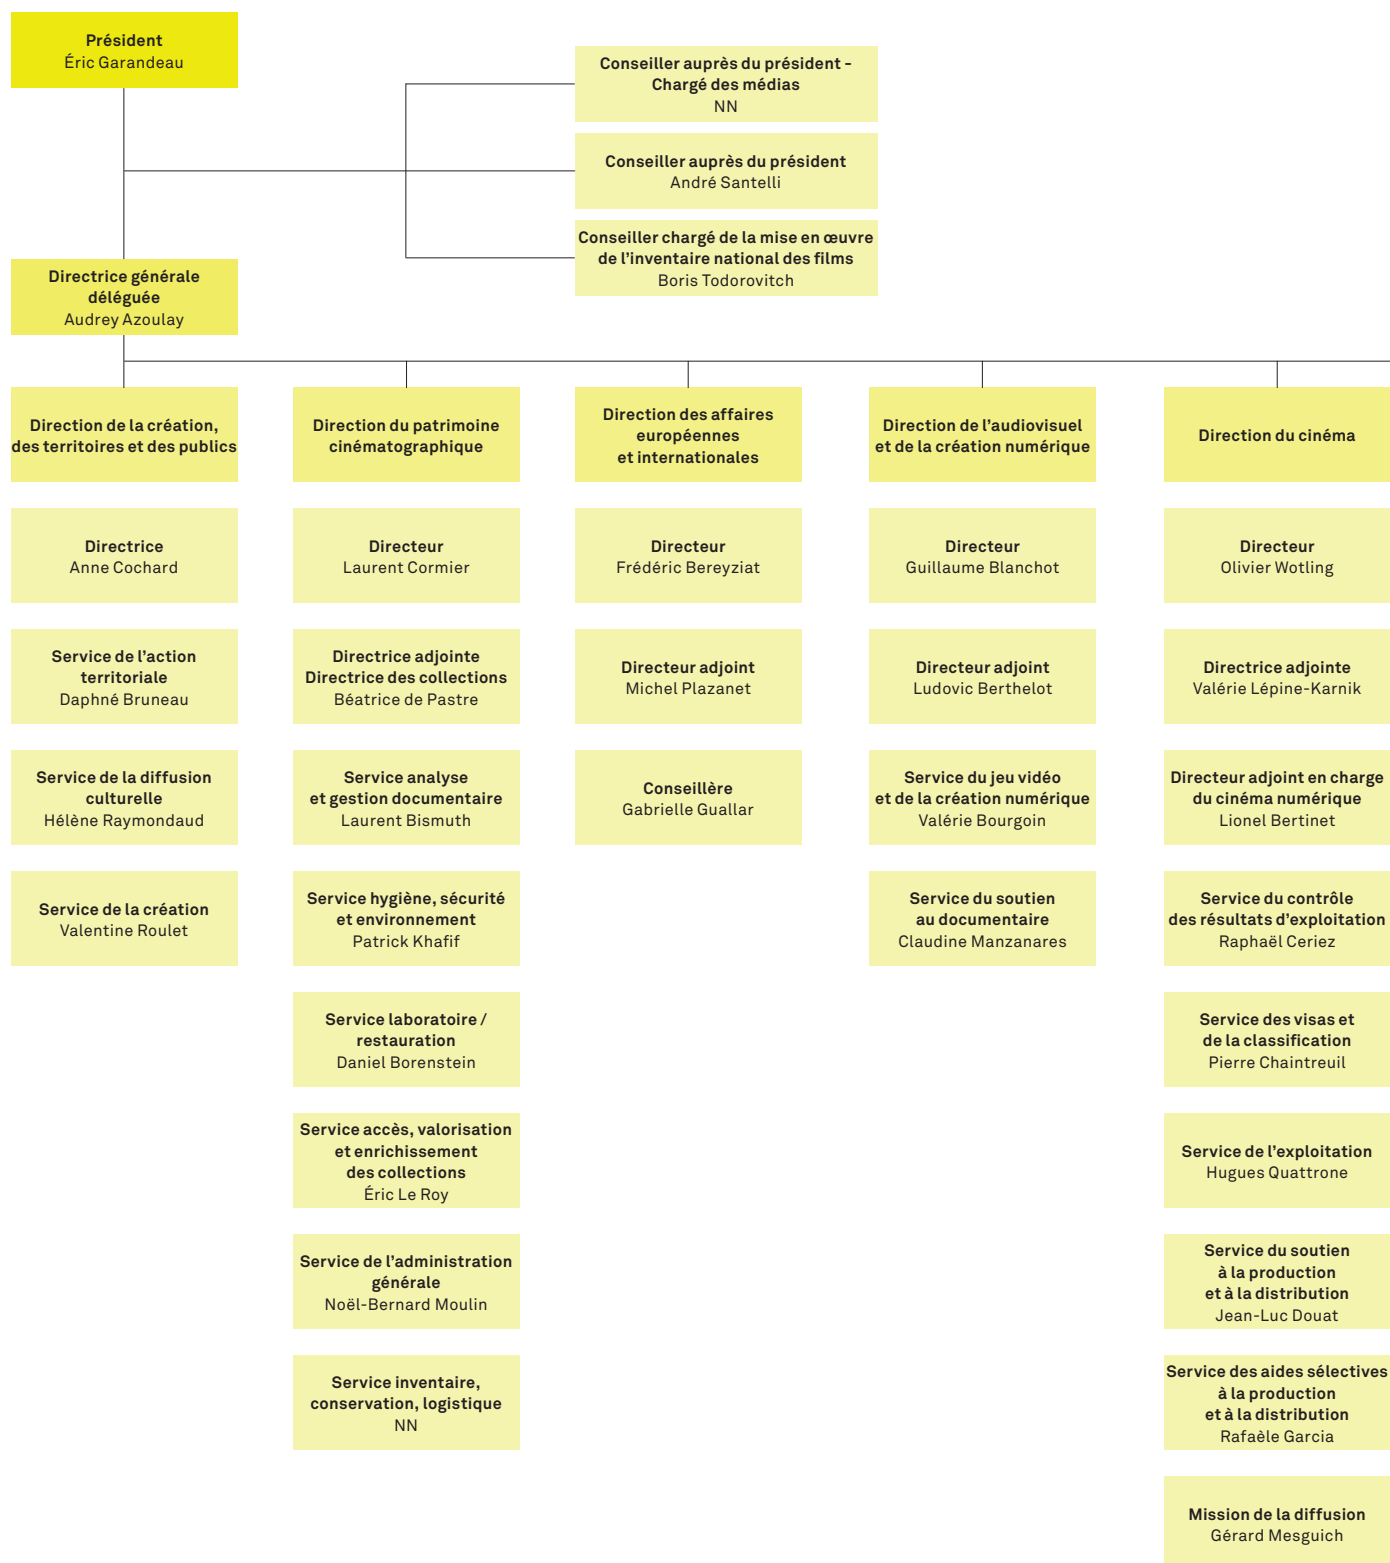 Président
Éric Garandeau
Conseiller auprès du président -
Chargé des médias
NN
Conseiller auprès du président
André Santelli
Conseiller chargé de la mise en œuvre
de l’inventaire national des films
Boris Todorovitch
Directrice générale
déléguée
Audrey Azoulay
Direction de la création,
des territoires et des publics
Directrice
Anne Cochard
Service de l’action
territoriale
Daphné Bruneau
Service de la diffusion
culturelle
Hélène Raymondaud
Service de la création
Valentine Roulet
Direction du patrimoine
cinématographique
Directeur
Laurent Cormier
Directrice adjointe
Directrice des collections
Béatrice de Pastre
Service analyse
et gestion documentaire
Laurent Bismuth
Service hygiène, sécurité
et environnement
Patrick Khafif
Service laboratoire /
restauration
Daniel Borenstein
Service accès, valorisation
et enrichissement
des collections
Éric Le Roy
Service de l’administration
générale
Noël-Bernard Moulin
Service inventaire,
conservation, logistique
NN
Direction des affaires
européennes
et internationales
Directeur
Frédéric Bereyziat
Directeur adjoint
Michel Plazanet
Conseillère
Gabrielle Guallar
Direction de l’audiovisuel
et de la création numérique
Directeur
Guillaume Blanchot
Directeur adjoint
Ludovic Berthelot
Service du jeu vidéo
et de la création numérique
Valérie Bourgoin
Service du soutien
au documentaire
Claudine Manzanares
Direction du cinéma
Directeur
Olivier Wotling
Directrice adjointe
Valérie Lépine-Karnik
Directeur adjoint en charge
du cinéma numérique
Lionel Bertinet
Service du contrôle
des résultats d’exploitation
Raphaël Ceriez
Service des visas et
de la classification
Pierre Chaintreuil
Service de l’exploitation
Hugues Quattrone
Service du soutien
à la production
et à la distribution
Jean-Luc Douat
Service des aides sélectives
à la production
et à la distribution
Rafaèle Garcia
Mission de la diffusion
Gérard Mesguich